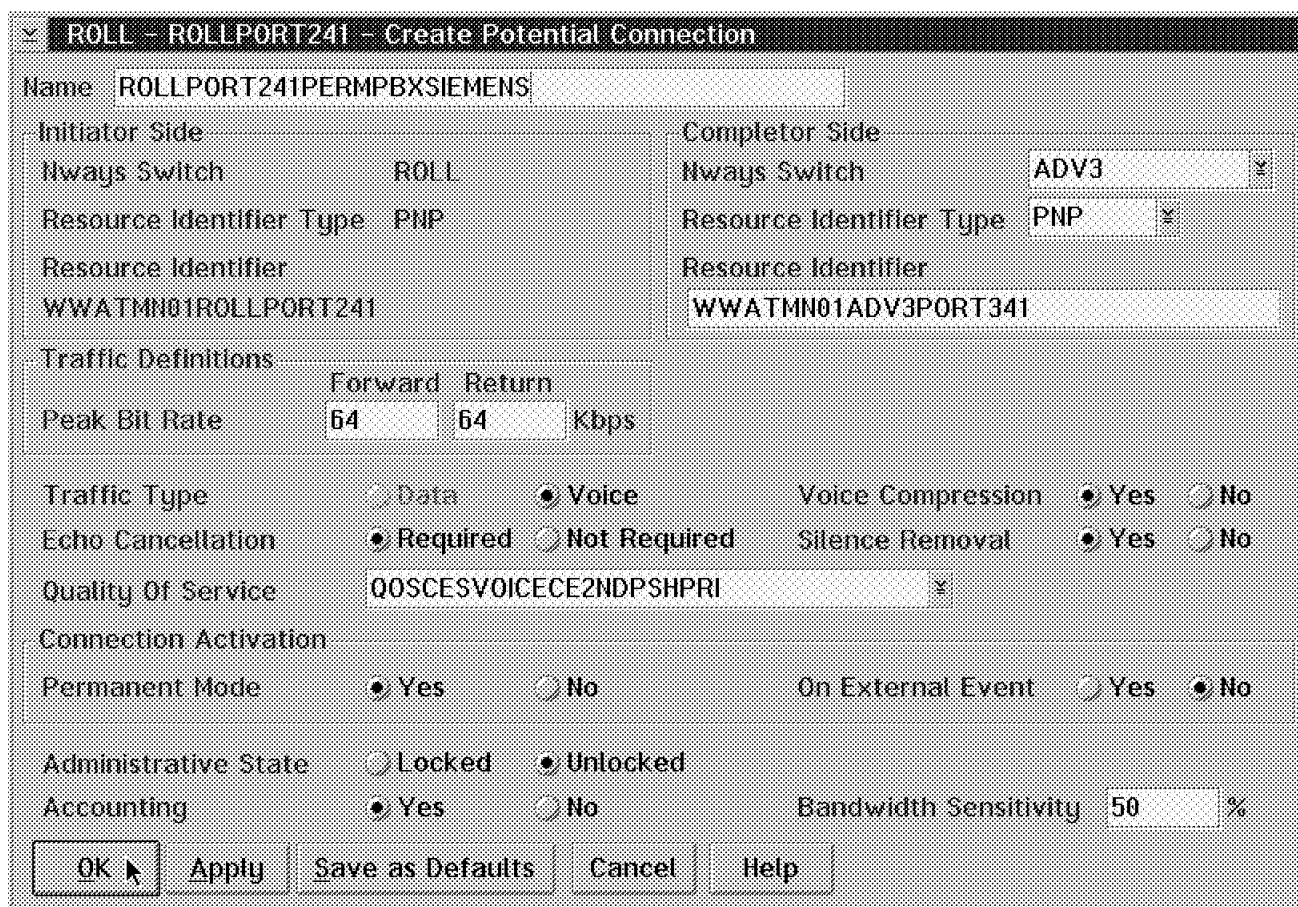 ROLL - ROLLPORT241 - Create Potential Connection
Name ROLLPORT241PERMPBXSIEMENS
Initiator Side
Nways Switch ROLL
Resource Identifier Type PNP
Resource Identifier
WWATMN01ROLLPORT241
Completor Side
Nways Switch ADV3
Resource Identifier Type PNP
Resource Identifier
WWATMN01ADV3PORT341
Traffic Definitions
Forward Return
Peak Bit Rate 64 64 Kbps
Traffic Type Data Voice Voice Compression Yes No
Echo Cancellation Required Not Required Silence Removal Yes No
Quality Of Service QOSCESVOICECE2NDPSHPRI
Connection Activation
Permanent Mode Yes No On External Event Yes No
Administrative State Locked Unlocked
Accounting Yes No Bandwidth Sensitivity 50 %
OK Apply Save as Defaults Cancel Help